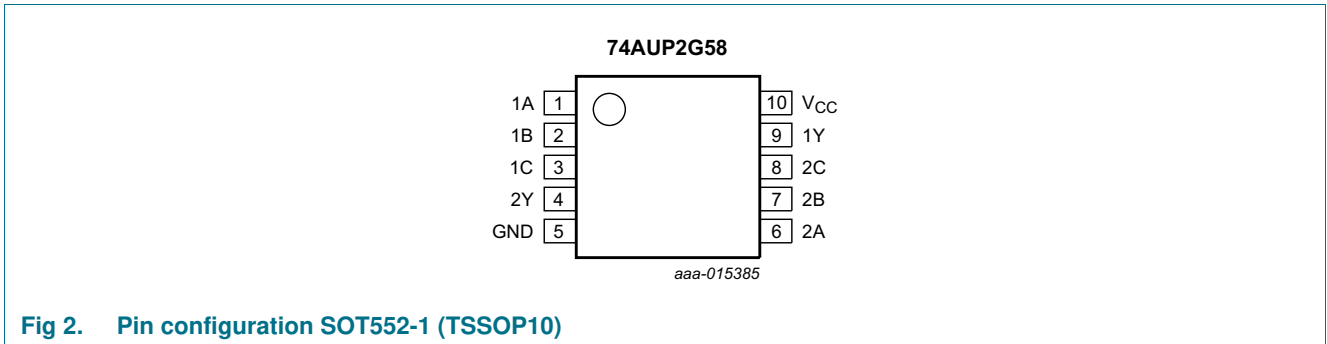 74AUP2G58
1A 1 10 VCC
1B 2 9 1Y
1C 3 8 2C
2Y 4 7 2B
GND 5 6 2A
aaa-015385
Fig 2. Pin configuration SOT552-1 (TSSOP10)